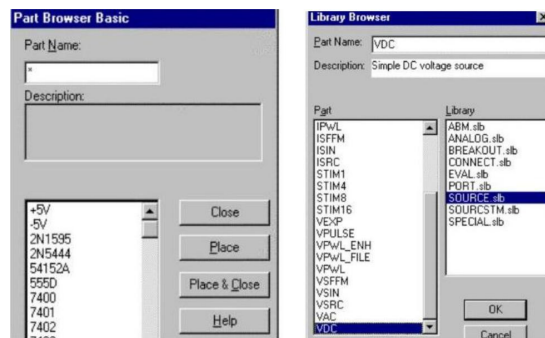 Part Browser Basic
Part Name:
*
Description:
+5V
-5V
2N1595
2N5444
54152A
555D
7400
7401
7402
Close
Place
Place & Close
Help
Library Browser
Part Name: VDC
Description: Simple DC voltage source
Part
IPWL
ISFFM
ISIN
ISRC
STIM1
STIM4
STIM8
STIM16
VEXP
VPULSE
VPWL_ENH
VPWL_FILE
VPWL
VSFFM
VSIN
VSRC
VAC
VDC
Library
ABM.slb
ANALOG.slb
BREAKOUT.slb
CONNECT.slb
EVAL.slb
PORT.slb
SOURCE.slb
SOURCSTM.slb
SPECIAL.slb
OK
Cancel